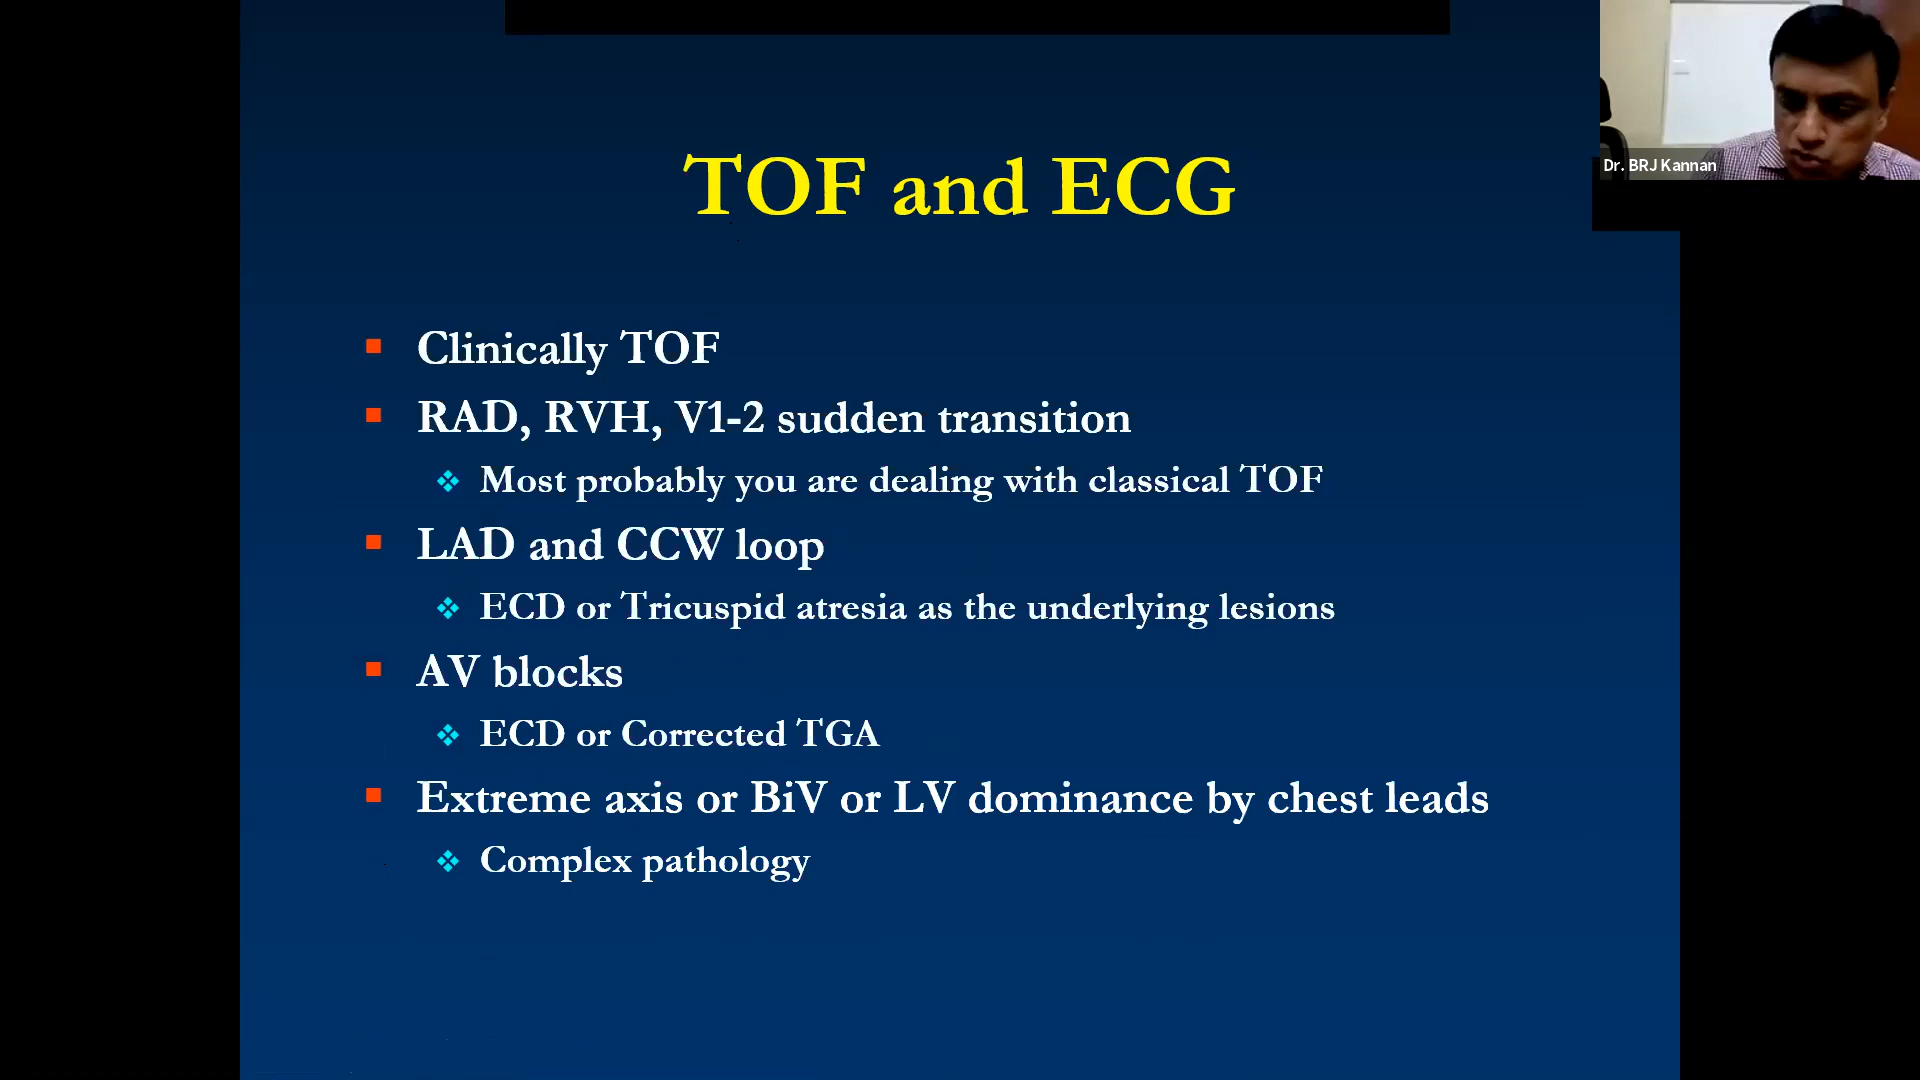 Dr. BRJ Kannan
TOF and ECG
Clinically TOF
RAD, RVH, V1-2 sudden transition
Most probably you are dealing with classical TOF
LAD and CCW loop
ECD or Tricuspid atresia as the underlying lesions
AV blocks
ECD or Corrected TGA
Extreme axis or BiV or LV dominance by chest leads
Complex pathology